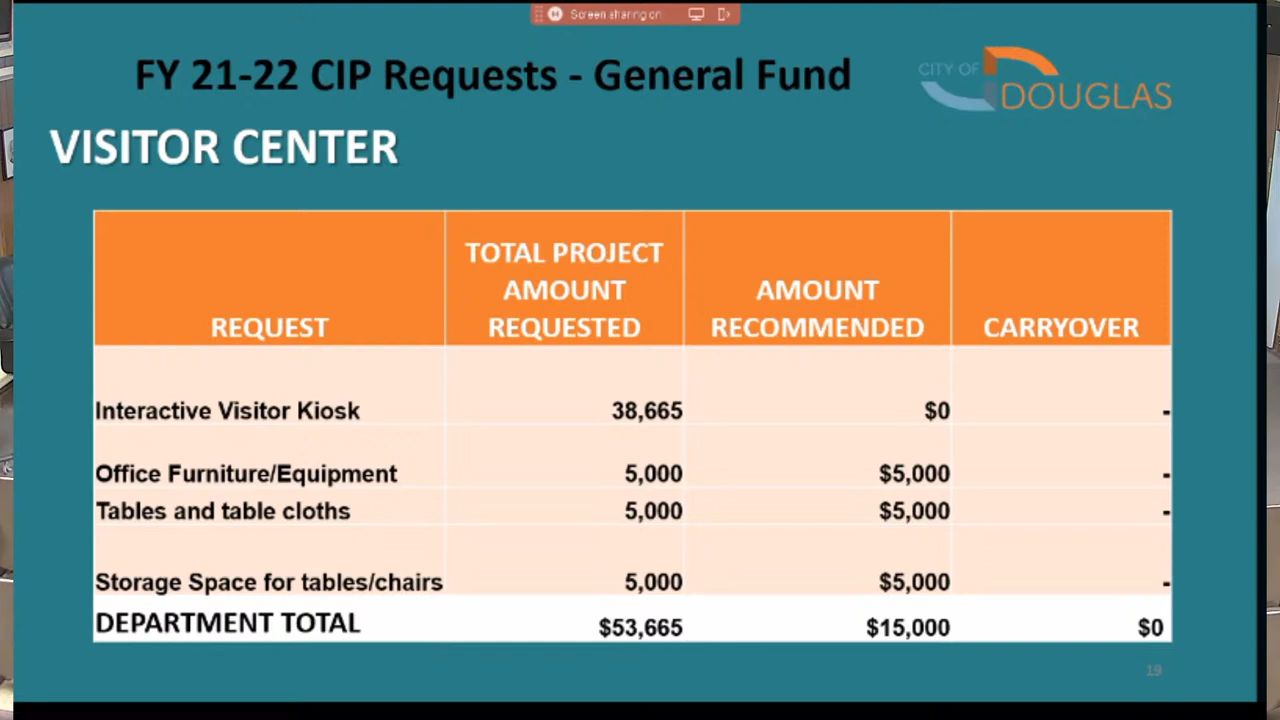 Screen sharing on
FY 21-22 CIP Requests - General Fund
CITY OF
DOUGLAS
VISITOR CENTER
REQUEST
TOTAL PROJECT
AMOUNT
REQUESTED
AMOUNT
RECOMMENDED
CARRYOVER
Interactive Visitor Kiosk 38,665 $0 -
Office Furniture/Equipment 5,000 $5,000 -
Tables and table cloths 5,000 $5,000 -
Storage Space for tables/chairs 5,000 $5,000 -
DEPARTMENT TOTAL $53,665 $15,000 $0
19